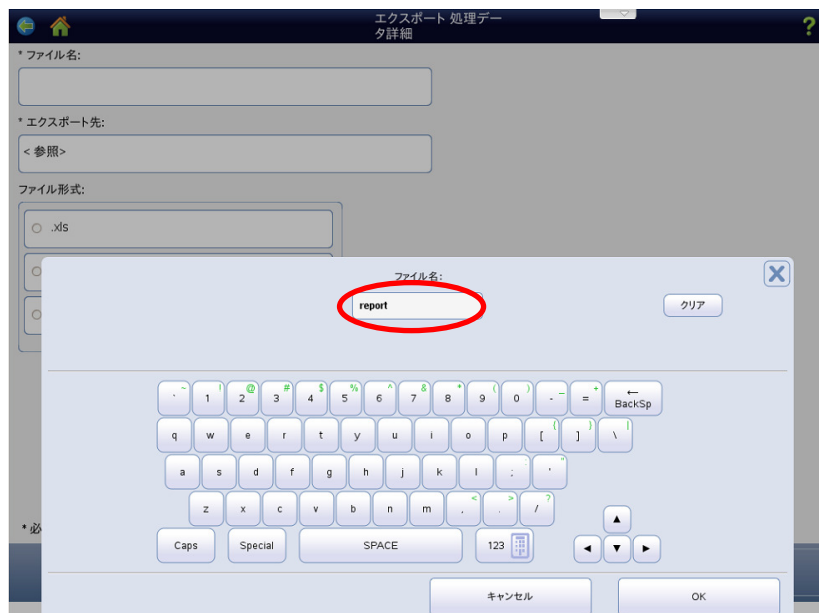 エクスポート 処理デー
タ詳細
?
* ファイル名:
* エクスポート先:
< 参照>
ファイル形式:
.xls
ファイル名:
X
report
クリア
` ~ 1 ! 2 @ 3 # 4 $ 5 % 6 ^ 7 & 8 * 9 ( 0 ) - _ = + ← BackSp
q w e r t y u i o p [ { ] } \ |
a s d f g h j k l ; : ' "
z x c v b n m , < . > / ?
* 必
Caps Special SPACE 123
キャンセル OK